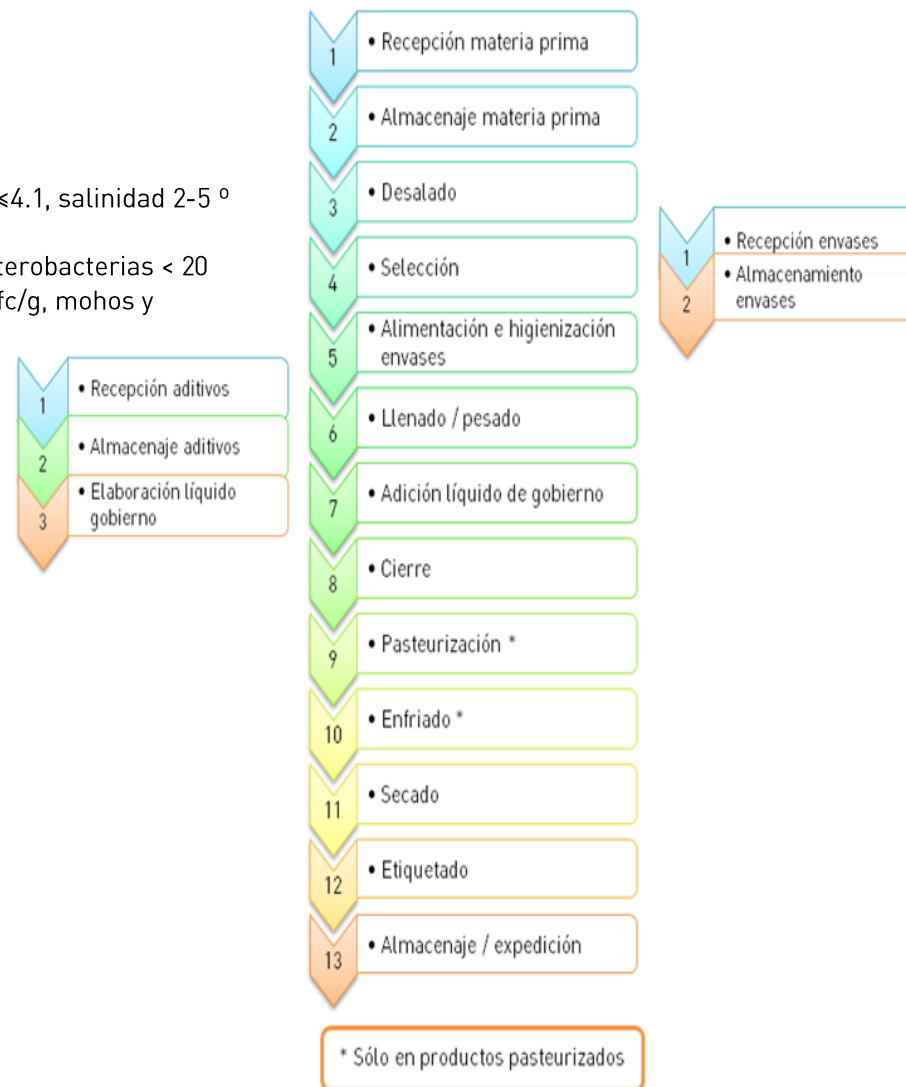 1
• Recepción materia prima
2
• Almacenaje materia prima
3
• Desalado
4
• Selección
5
• Alimentación e higienización
envases
6
• Llenado / pesado
7
• Adición líquido de gobierno
8
• Cierre
9
• Pasteurización *
10
• Enfriado *
11
• Secado
12
• Etiquetado
13
• Almacenaje / expedición
* Sólo en productos pasteurizados
≤4.1, salinidad 2-5 º
terobacterias < 20
fc/g, mohos y
1
• Recepción aditivos
2
• Almacenaje aditivos
3
• Elaboración líquido
gobierno
1
• Recepción envases
2
• Almacenamiento
envases